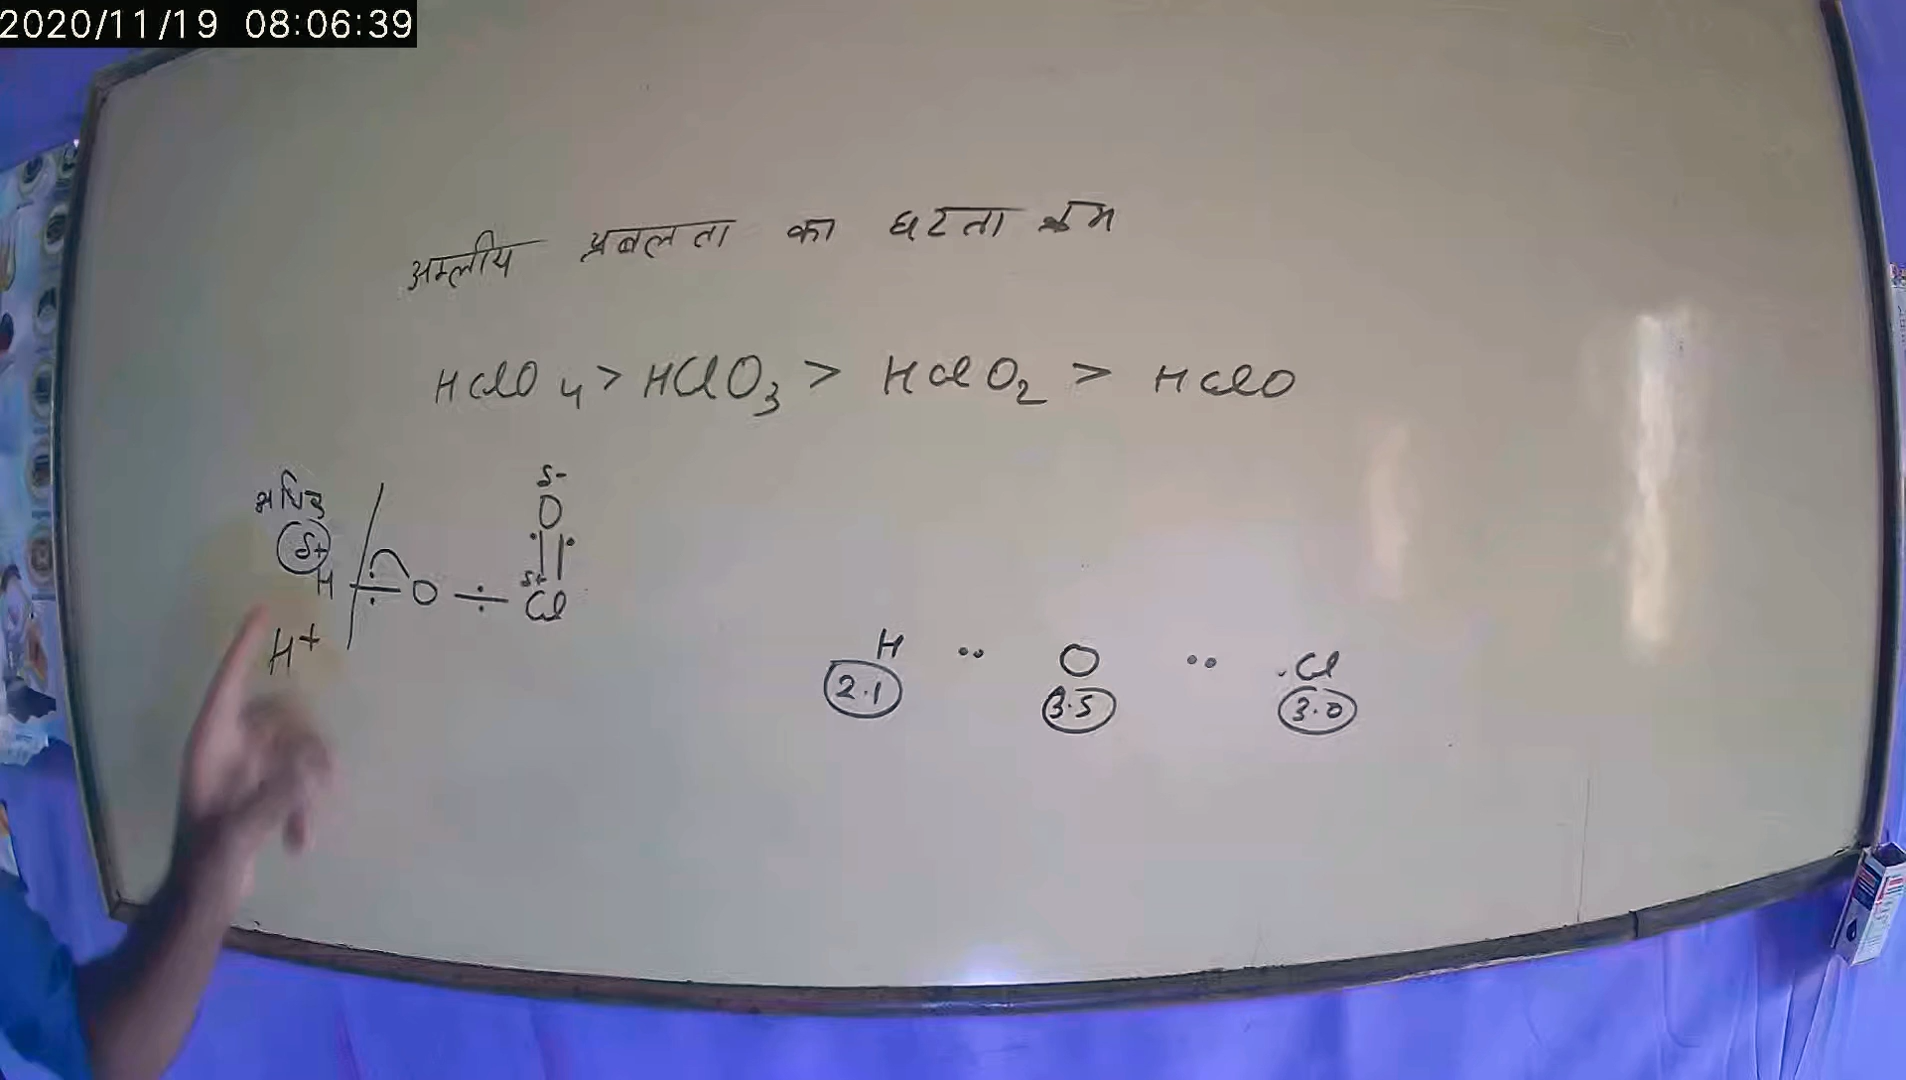 2020/11/19 08:06:39
अम्लीय प्रबलता का घटता क्रम
HClO4 > HClO3 > HClO2 > HClO
δ-
O
अधिक
δ+
δ+
H — O — Cl
H+
H .. O .. Cl
2.1 3.5 3.0